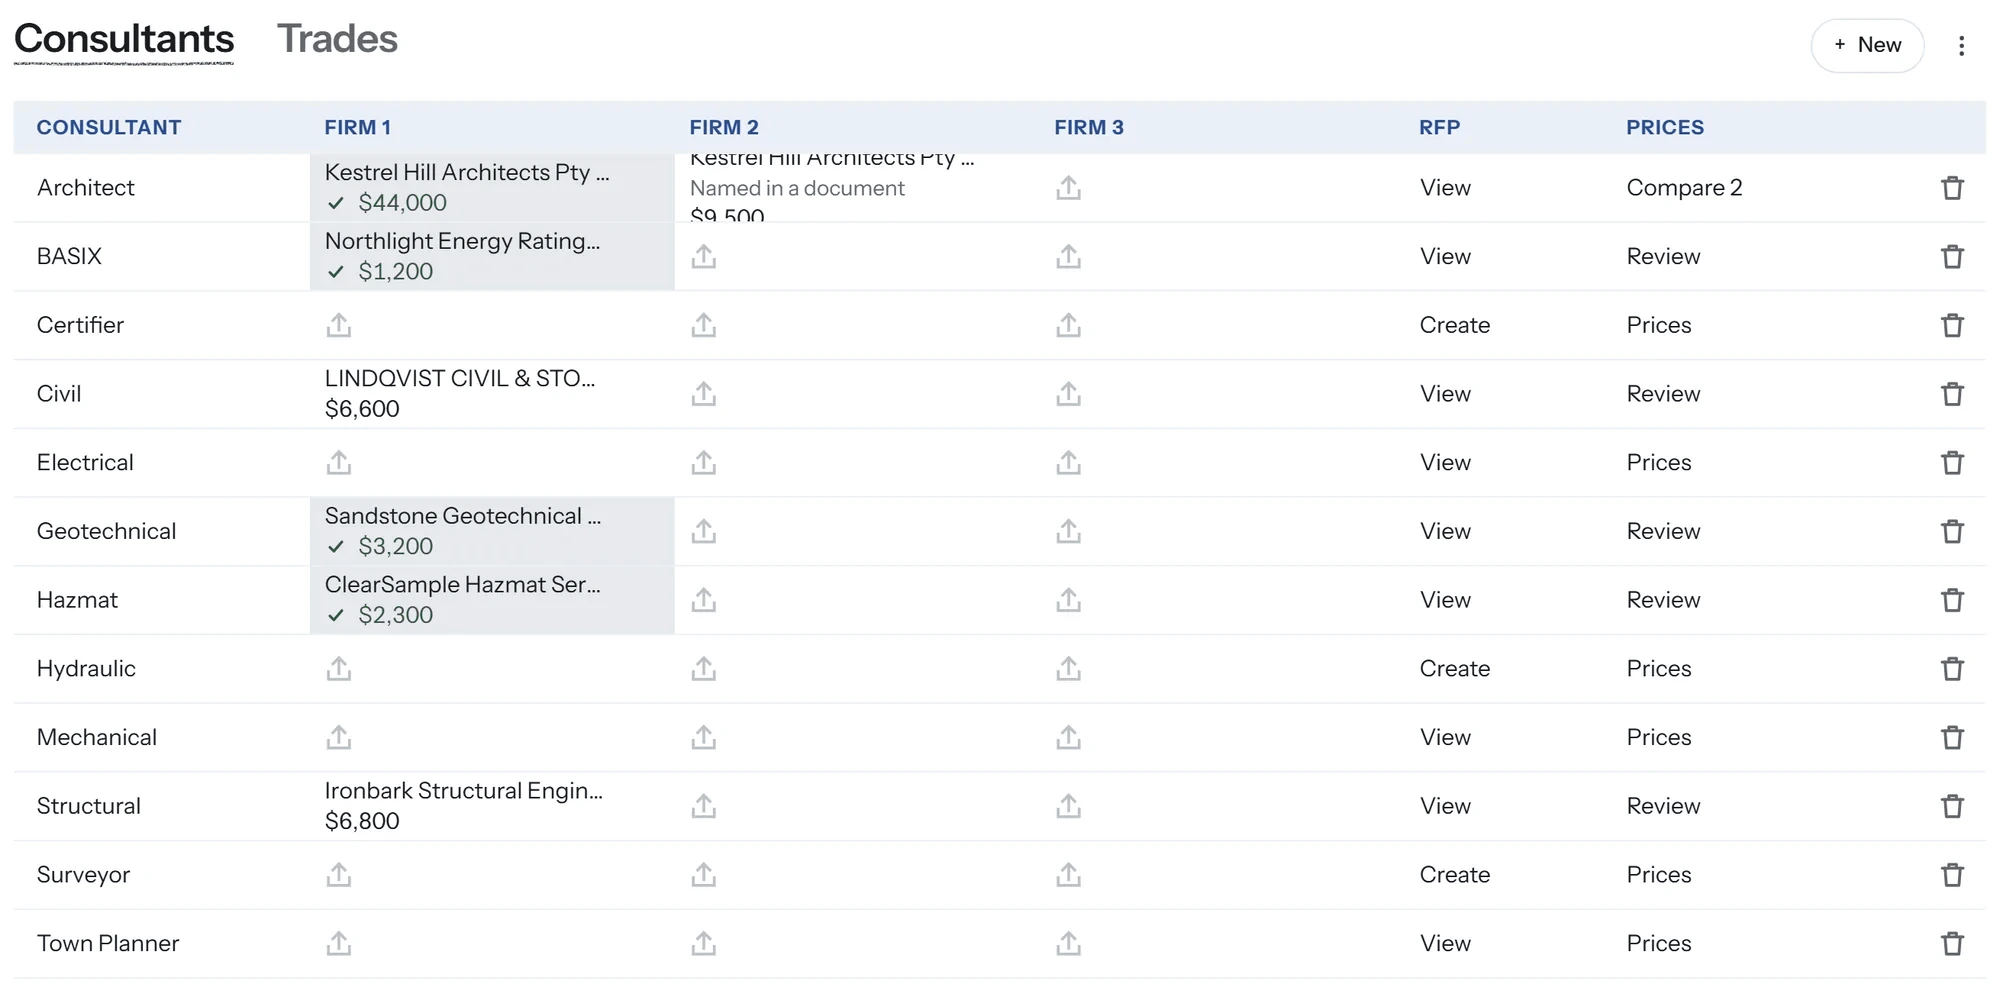 Consultants Trades + New
CONSULTANT FIRM 1 FIRM 2 FIRM 3 RFP PRICES
Architect
Kestrel Hill Architects Pty ...
$44,000
Kestrel Hill Architects Pty ...
Named in a document
$9,500
View Compare 2
BASIX
Northlight Energy Rating...
$1,200
View Review
Certifier Create Prices
Civil
LINDQVIST CIVIL & STO...
$6,600
View Review
Electrical View Prices
Geotechnical
Sandstone Geotechnical ...
$3,200
View Review
Hazmat
ClearSample Hazmat Ser...
$2,300
View Review
Hydraulic Create Prices
Mechanical View Prices
Structural
Ironbark Structural Engin...
$6,800
View Review
Surveyor Create Prices
Town Planner View Prices